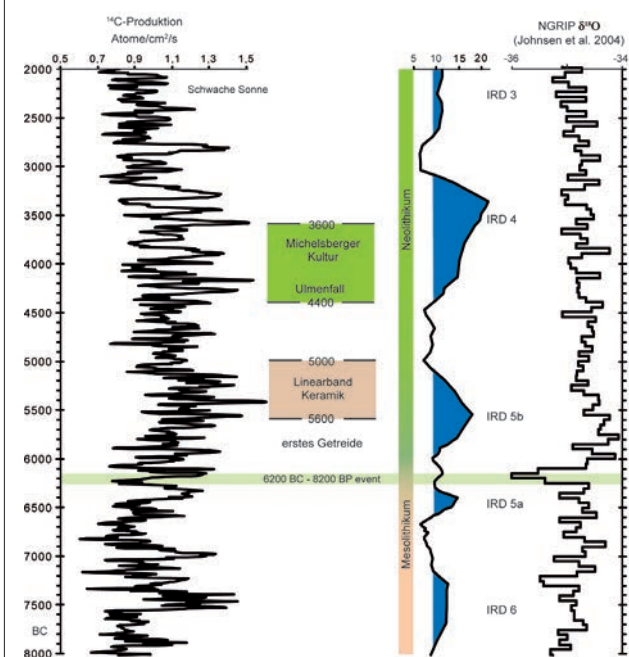 ¹⁴C-Produktion
Atome/cm²/s
0,5 0,7 0,9 1,1 1,3 1,5
5 10 15 20
NGRIP δ¹⁸O
(Johnsen et al. 2004)
-36 -34
2000
Schwache Sonne
IRD 3
2500
3000
3500
IRD 4
3600
Michelsberger
Kultur
4000
Ulmenfall
4400
4500
Neolithikum
5000
5000
Linearband
Keramik
5500
IRD 5b
5600
erstes Getreide
6000
6200 BC - 8200 BP event
6500
IRD 5a
Mesolithikum
7000
7500
IRD 6
BC
8000